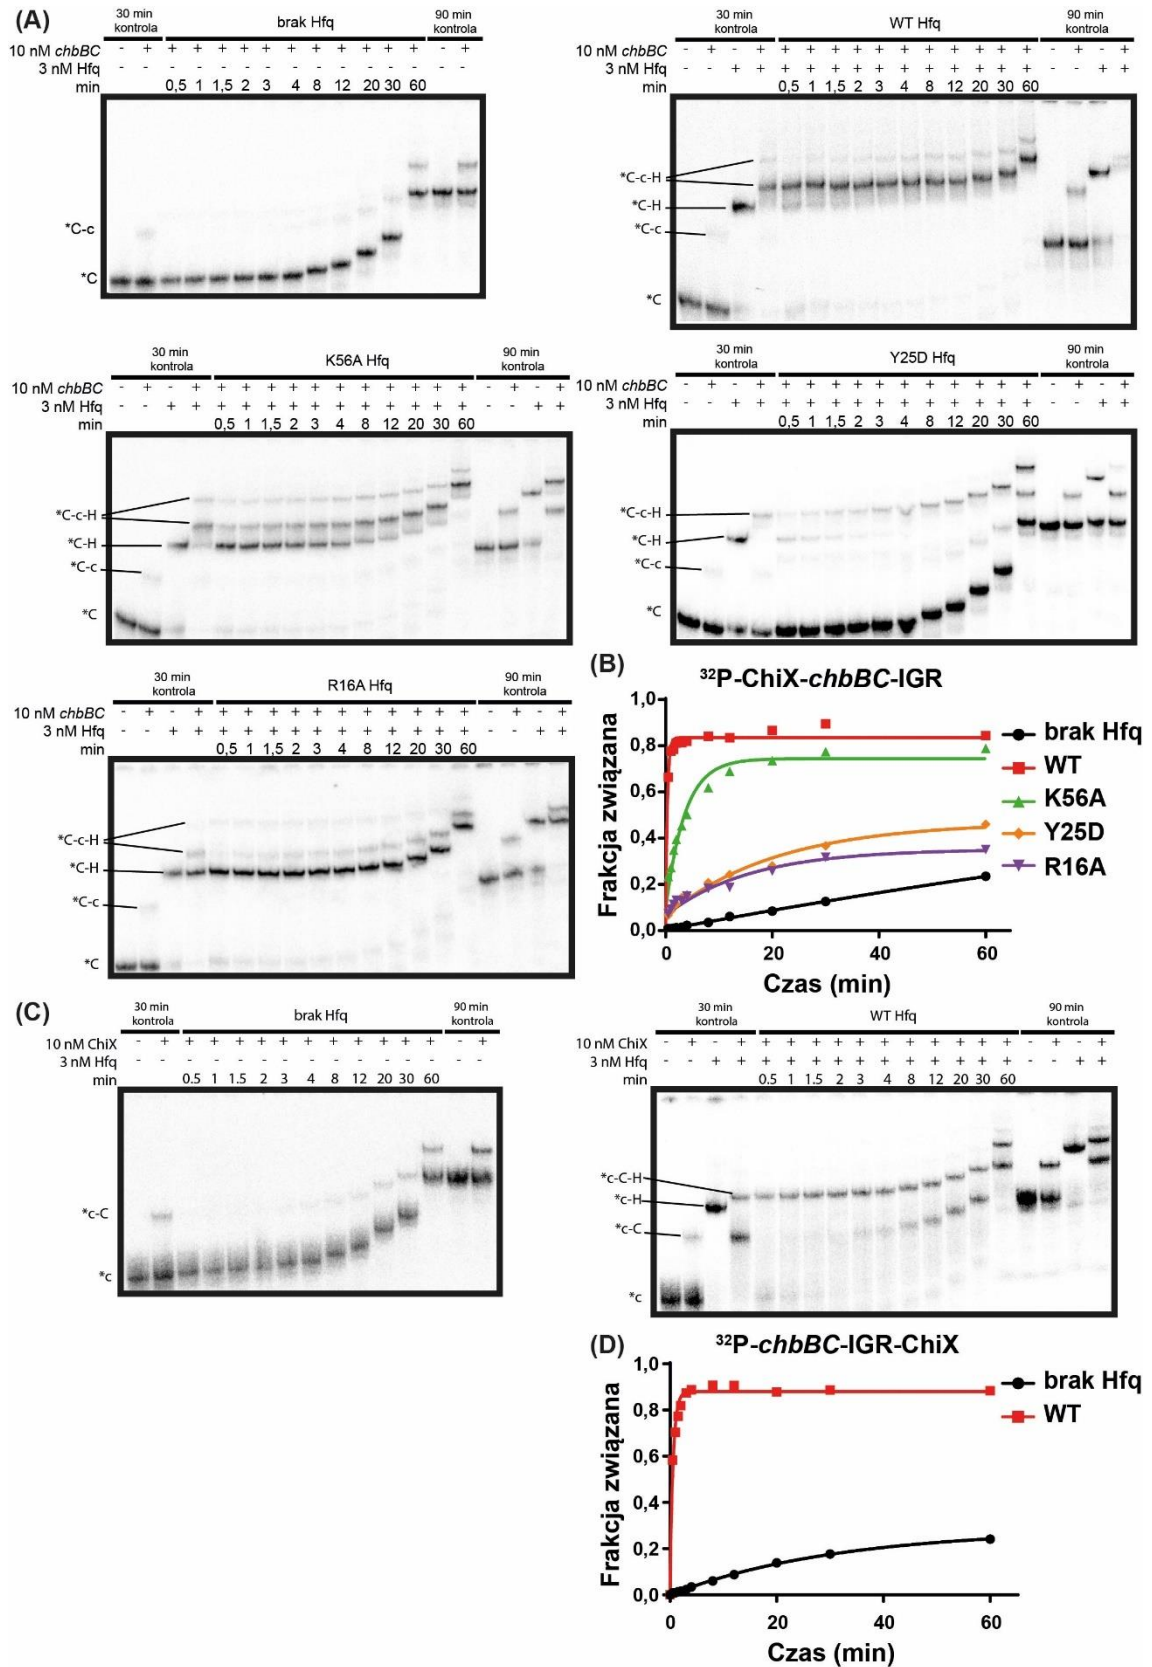 (A)
30 min
kontrola
brak Hfq
90 min
kontrola
10 nM chbBC - + + + + + + + + + + + + - +
3 nM Hfq - - - - - - - - - - - - - - -
min 0,5 1 1,5 2 3 4 8 12 20 30 60
*C-c
*C
30 min
kontrola
WT Hfq
90 min
kontrola
10 nM chbBC - + - + + + + + + + + + + + + - + - +
3 nM Hfq - - + + + + + + + + + + + + + - - + +
min 0,5 1 1,5 2 3 4 8 12 20 30 60
*C-c-H
*C-H
*C-c
*C
30 min
kontrola
K56A Hfq
90 min
kontrola
10 nM chbBC - + - + + + + + + + + + + + + - + - +
3 nM Hfq - - + + + + + + + + + + + + + - - + +
min 0,5 1 1,5 2 3 4 8 12 20 30 60
*C-c-H
*C-H
*C-c
*C
30 min
kontrola
Y25D Hfq
90 min
kontrola
10 nM chbBC - + - + + + + + + + + + + + + - + - +
3 nM Hfq - - + + + + + + + + + + + + + - - + +
min 0,5 1 1,5 2 3 4 8 12 20 30 60
*C-c-H
*C-H
*C-c
*C
30 min
kontrola
R16A Hfq
90 min
kontrola
10 nM chbBC - + - + + + + + + + + + + + + - + - +
3 nM Hfq - - + + + + + + + + + + + + + - - + +
min 0,5 1 1,5 2 3 4 8 12 20 30 60
*C-c-H
*C-H
*C-c
*C
(B)
³²P-ChiX-chbBC-IGR
Frakcja związana
1,0
0,8
0,6
0,4
0,2
0,0
0 20 40 60
Czas (min)
brak Hfq
WT
K56A
Y25D
R16A
(C)
30 min
kontrola
brak Hfq
90 min
kontrola
10 nM ChiX - + + + + + + + + + + + + - +
3 nM Hfq - - - - - - - - - - - - - - -
min 0.5 1 1.5 2 3 4 8 12 20 30 60
*c-C
*c
30 min
kontrola
WT Hfq
90 min
kontrola
10 nM ChiX - + - + + + + + + + + + + + + - + - +
3 nM Hfq - - + + + + + + + + + + + + + - - + +
min 0.5 1 1.5 2 3 4 8 12 20 30 60
*c-C-H
*c-H
*c-C
*c
(D)
³²P-chbBC-IGR-ChiX
Frakcja związana
1,0
0,8
0,6
0,4
0,2
0,0
0 20 40 60
Czas (min)
brak Hfq
WT